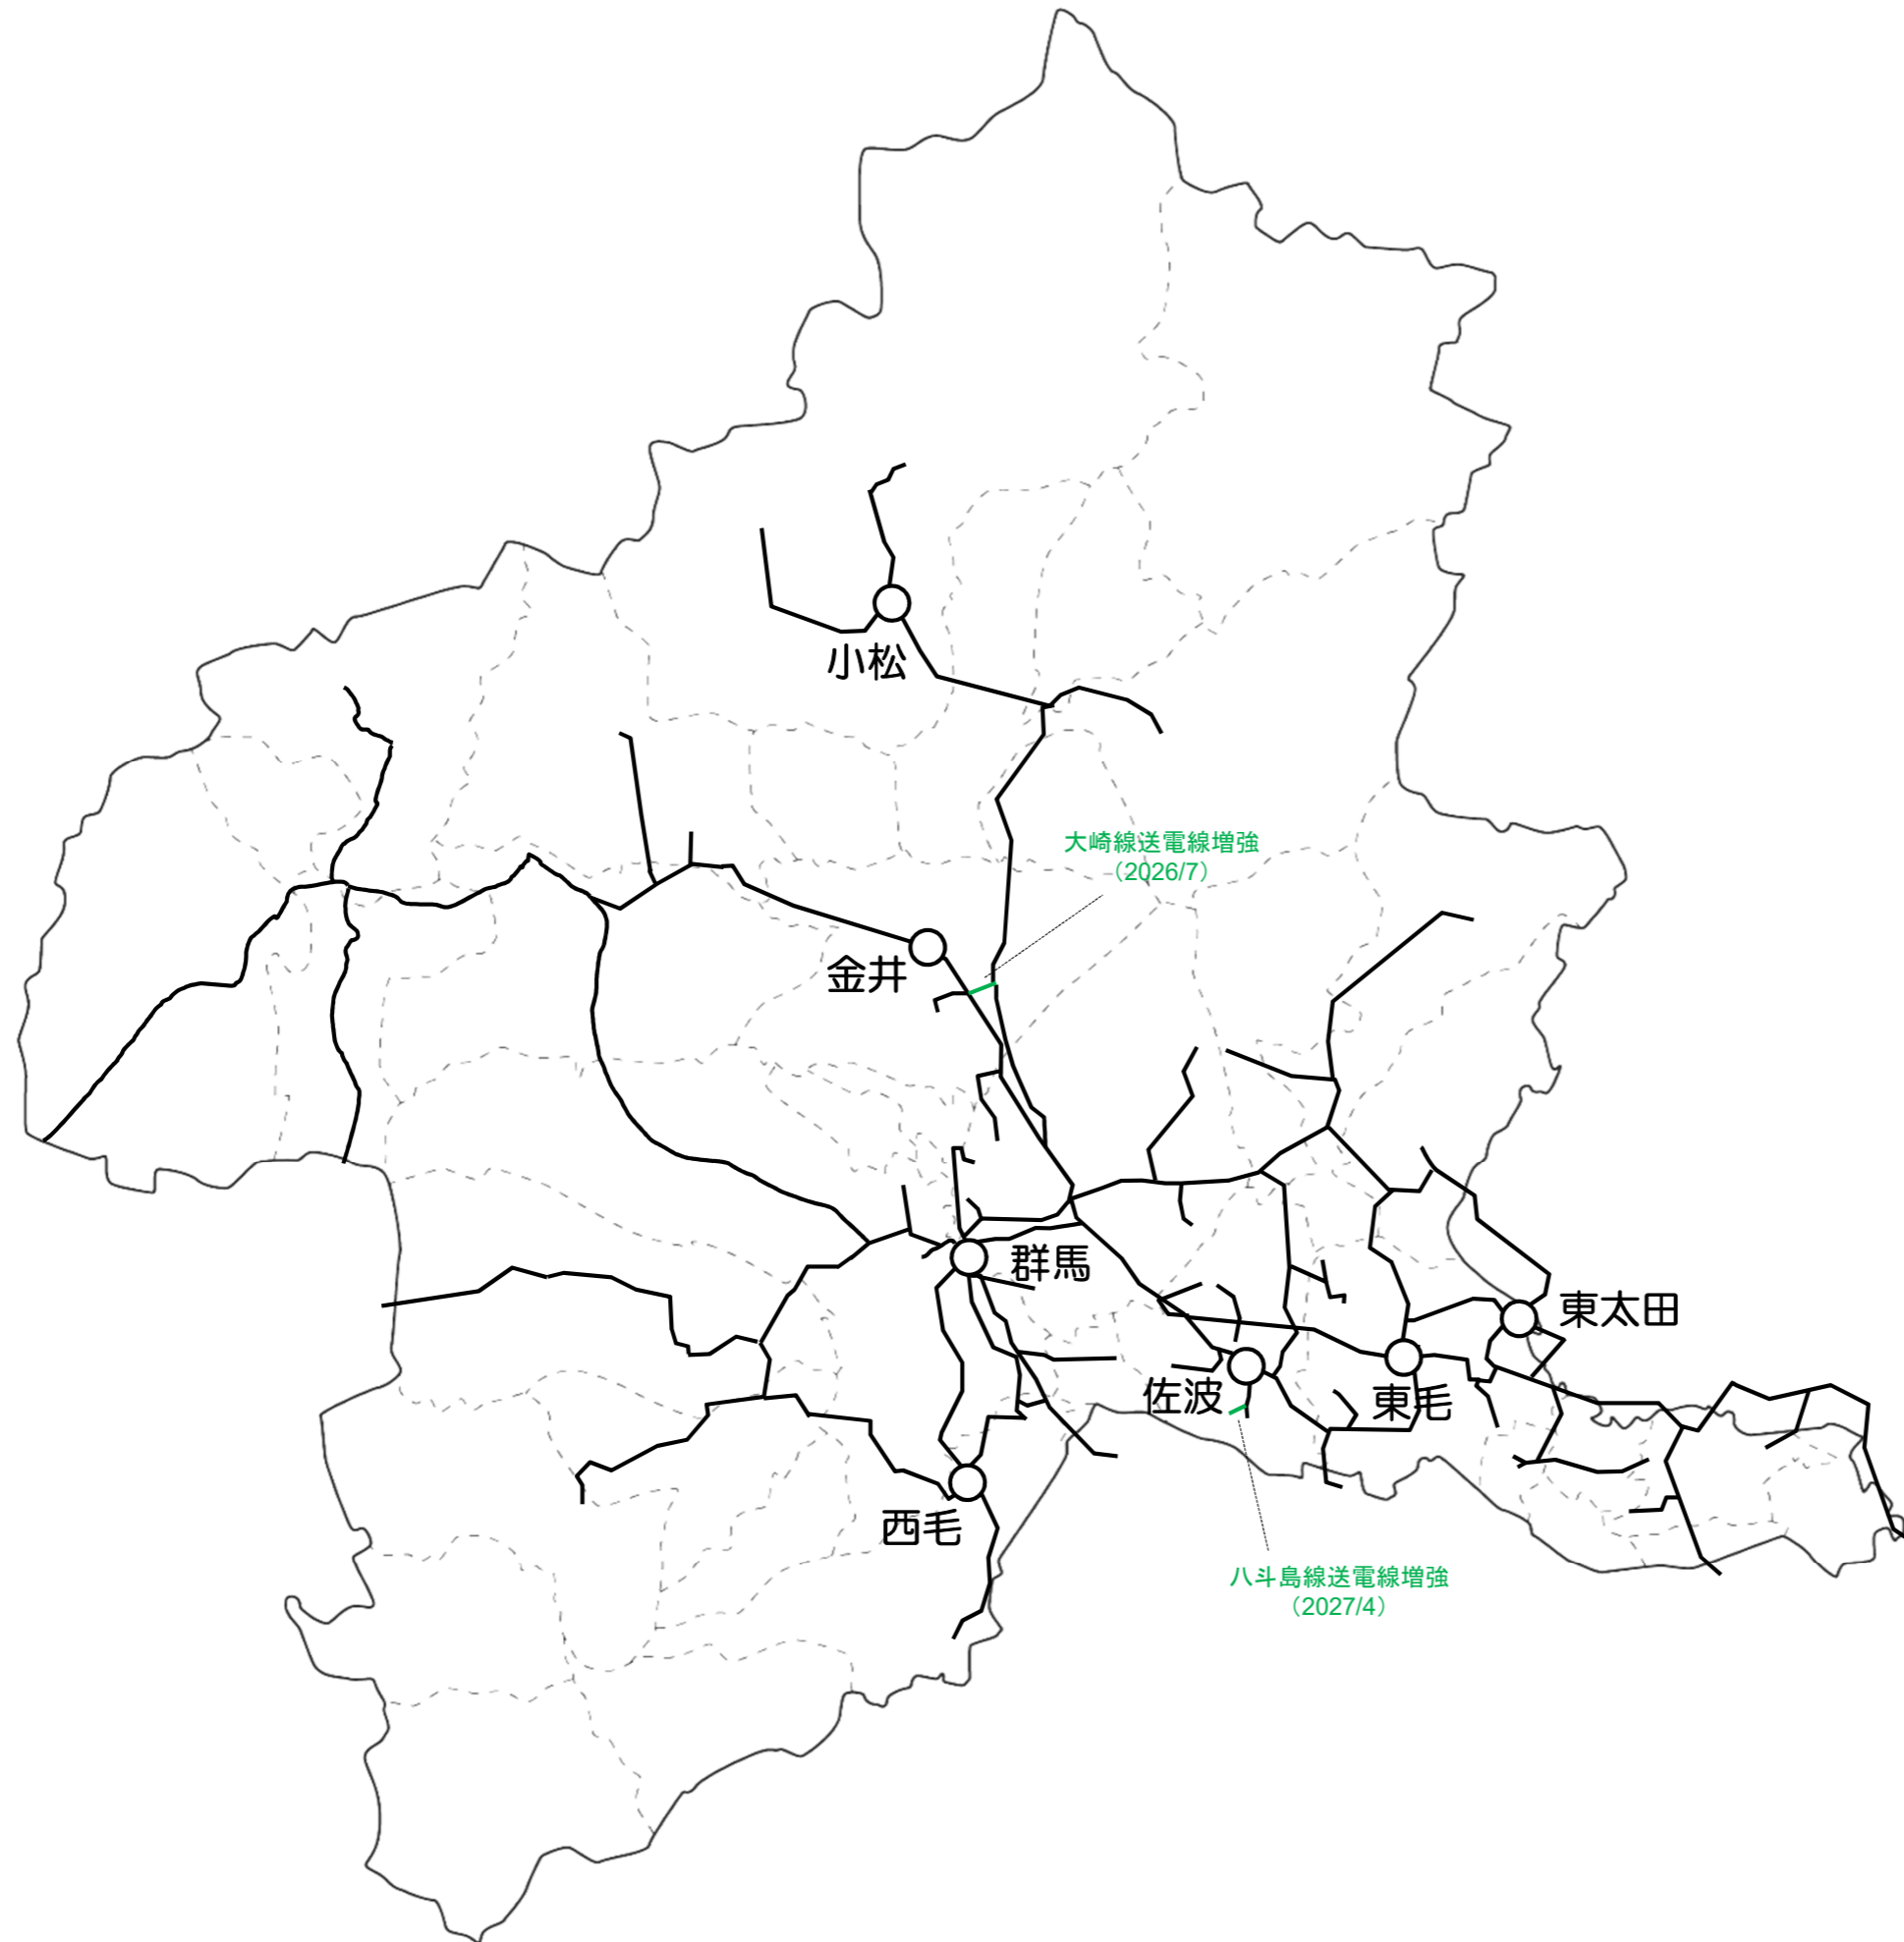 小松
大崎線送電線増強
（2026/7）
金井
群馬
東太田
佐波
東毛
西毛
八斗島線送電線増強
（2027/4）